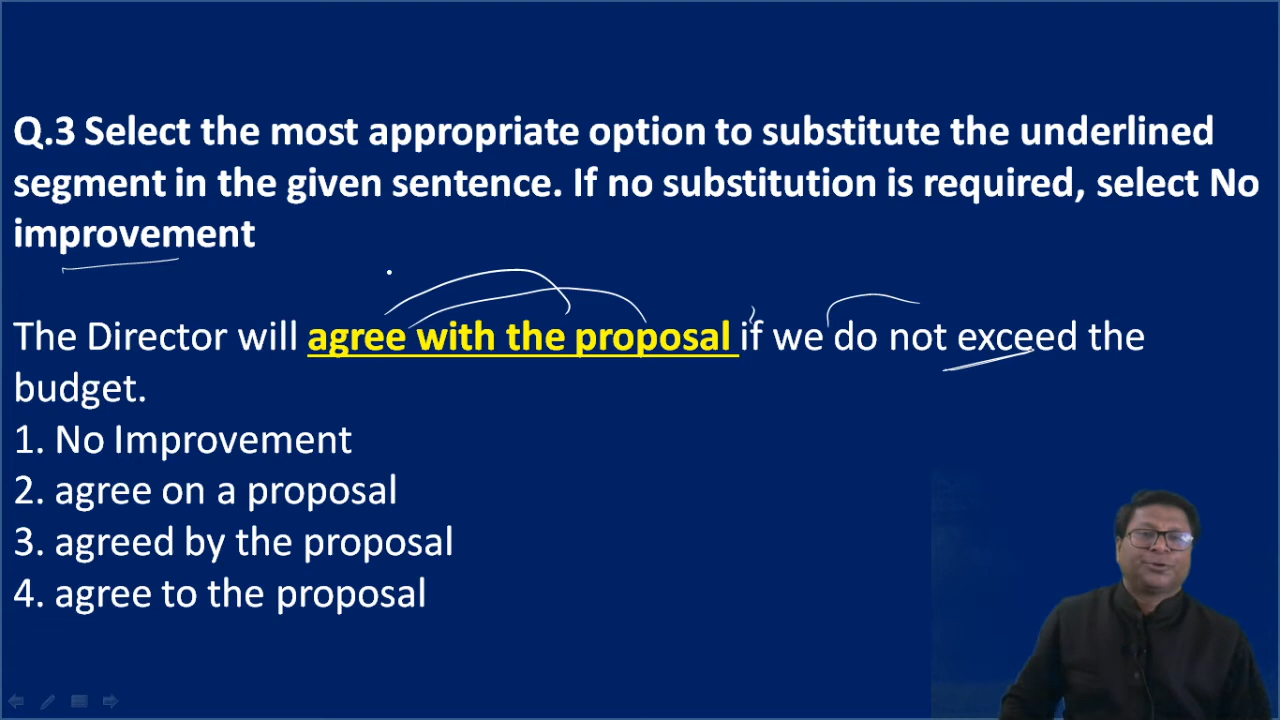 Q.3 Select the most appropriate option to substitute the underlined
segment in the given sentence. If no substitution is required, select No
improvement
The Director will agree with the proposal if we do not exceed the
budget.
1. No Improvement
2. agree on a proposal
3. agreed by the proposal
4. agree to the proposal